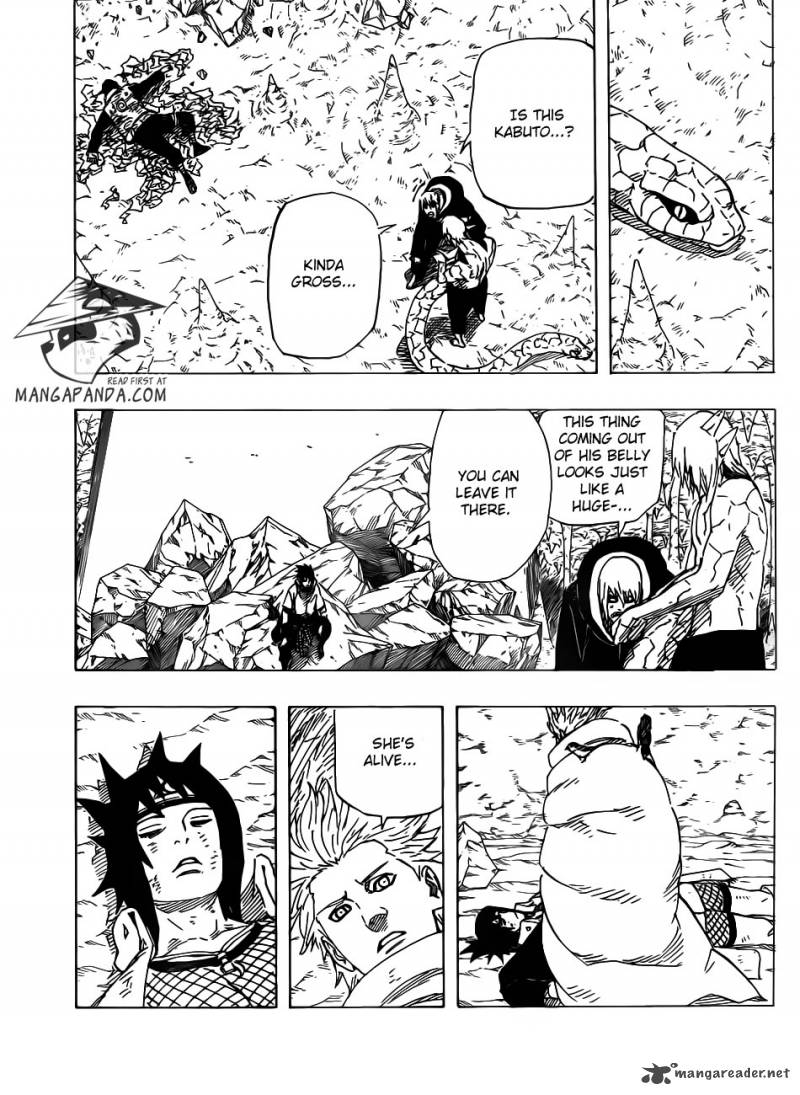 IS THIS
KABUTO...?
KINDA
GROSS...
READ FIRST AT
MANGAPANDA.COM
THIS THING
COMING OUT
OF HIS BELLY
LOOKS JUST
LIKE A
HUGE-...
YOU CAN
LEAVE IT
THERE.
SHE'S
ALIVE...
mangareader.net